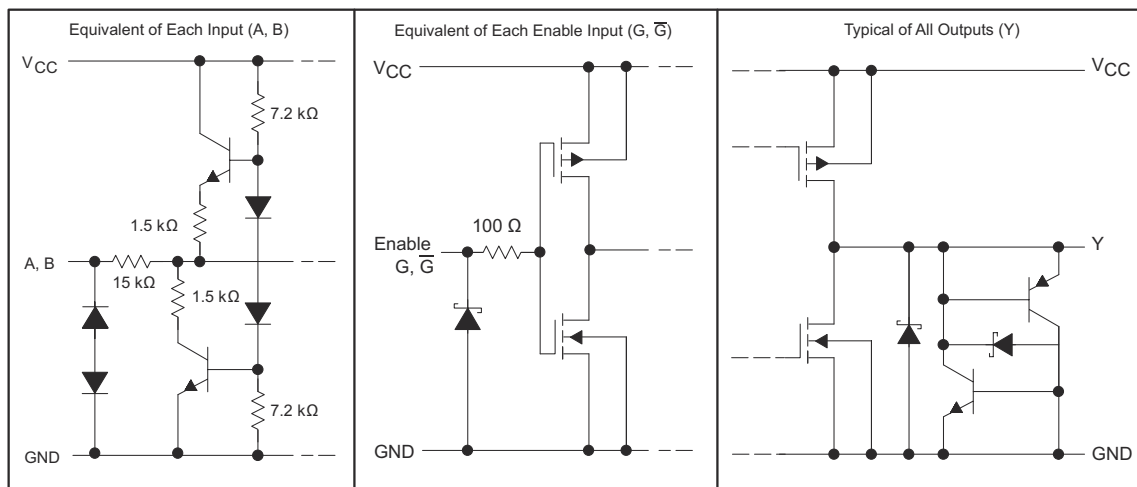 Equivalent of Each Input (A, B)
VCC
7.2 kΩ
1.5 kΩ
A, B
15 kΩ
1.5 kΩ
7.2 kΩ
GND
Equivalent of Each Enable Input (G, G̅)
VCC
100 Ω
Enable
G, G̅
GND
Typical of All Outputs (Y)
VCC
Y
GND